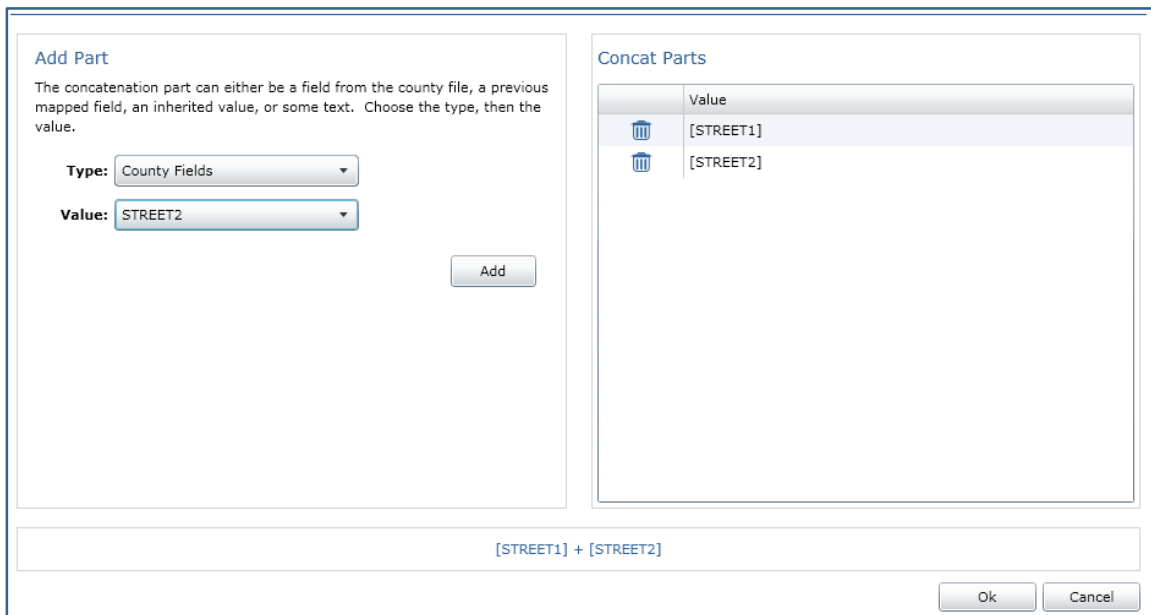 Add Part
The concatenation part can either be a field from the county file, a previous
mapped field, an inherited value, or some text.  Choose the type, then the
value.
Type: County Fields
Value: STREET2
Add
Concat Parts
Value
[STREET1]
[STREET2]
[STREET1] + [STREET2]
Ok
Cancel